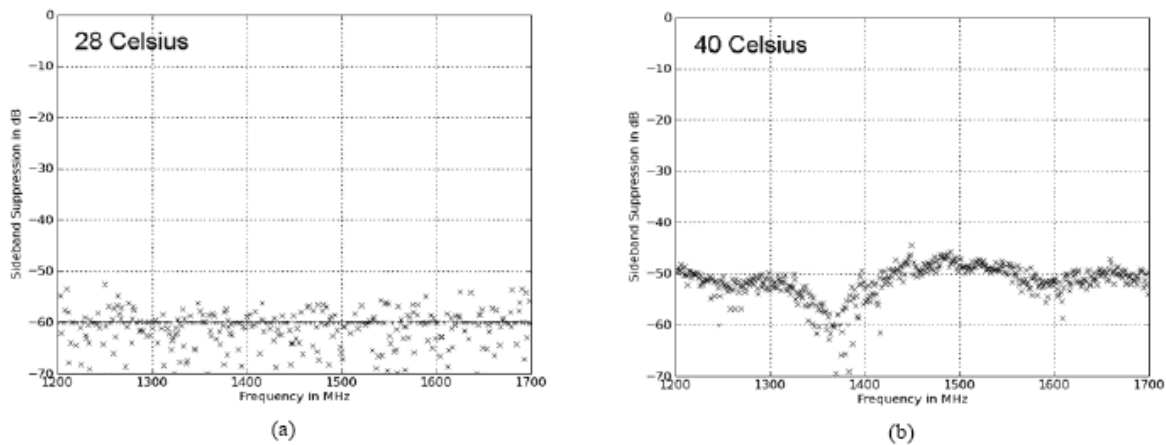 28 Celsius
0
−10
−20
−30
−40
−50
−60
−70
Sideband Suppression in dB
1200 1300 1400 1500 1600 1700
Frequency in MHz
(a)
40 Celsius
0
−10
−20
−30
−40
−50
−60
−70
Sideband Suppression in dB
1200 1300 1400 1500 1600 1700
Frequency in MHz
(b)